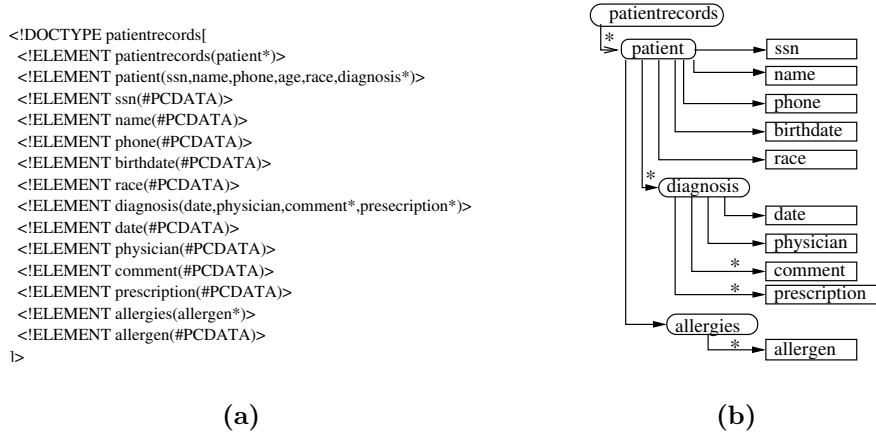 <!DOCTYPE patientrecords[
<!ELEMENT patientrecords(patient*)>
<!ELEMENT patient(ssn,name,phone,age,race,diagnosis*)>
<!ELEMENT ssn(#PCDATA)>
<!ELEMENT name(#PCDATA)>
<!ELEMENT phone(#PCDATA)>
<!ELEMENT birthdate(#PCDATA)>
<!ELEMENT race(#PCDATA)>
<!ELEMENT diagnosis(date,physician,comment*,presecription*)>
<!ELEMENT date(#PCDATA)>
<!ELEMENT physician(#PCDATA)>
<!ELEMENT comment(#PCDATA)>
<!ELEMENT prescription(#PCDATA)>
<!ELEMENT allergies(allergen*)>
<!ELEMENT allergen(#PCDATA)>
]>
(a)
patientrecords
*
patient
ssn
name
phone
birthdate
race
*
diagnosis
date
physician
* comment
* prescription
allergies
* allergen
(b)